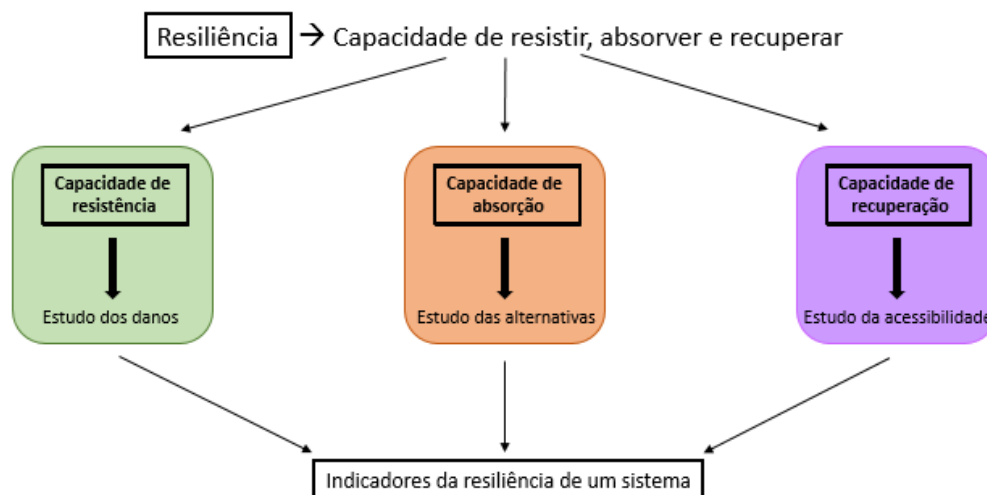 Resiliência → Capacidade de resistir, absorver e recuperar
Capacidade de
resistência
Estudo dos danos
Capacidade de
absorção
Estudo das alternativas
Capacidade de
recuperação
Estudo da acessibilidade
Indicadores da resiliência de um sistema